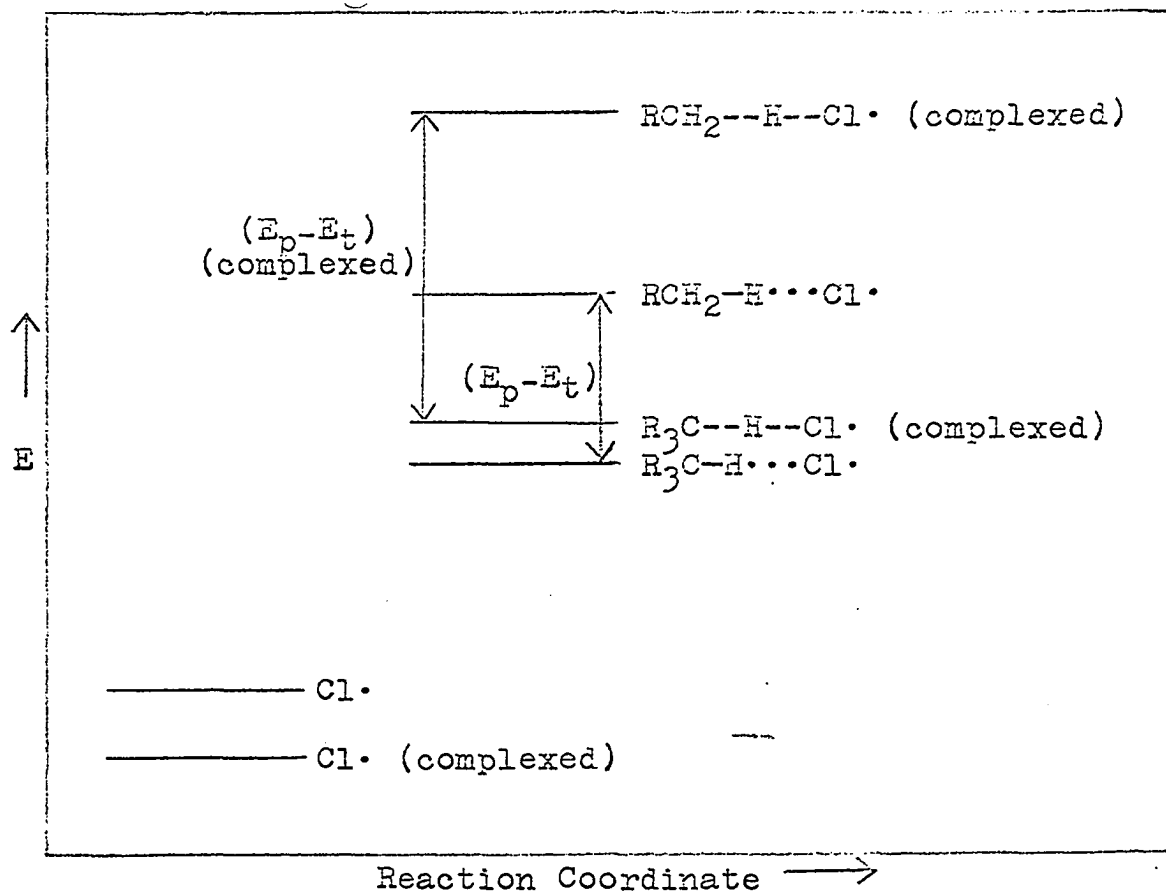 RCH₂--H--Cl· (complexed)
(Eₚ-Eₜ)
(complexed)
RCH₂-H···Cl·
(Eₚ-Eₜ)
R₃C--H--Cl· (complexed)
R₃C-H···Cl·
E
Cl·
Cl· (complexed)
Reaction Coordinate